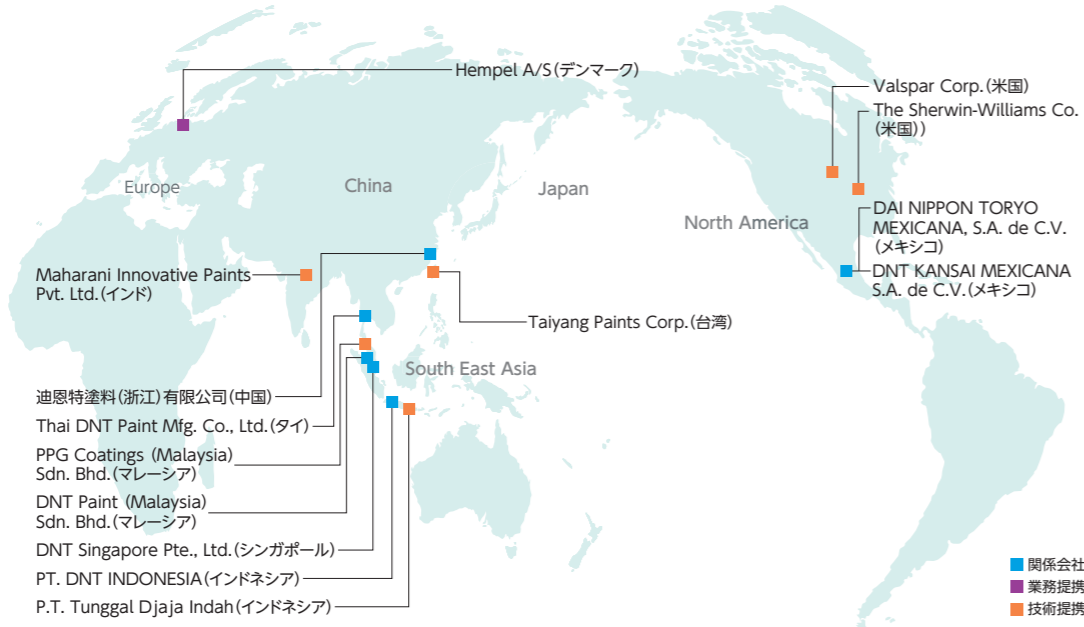 Hempel A/S(デンマーク)
Valspar Corp.(米国)
The Sherwin-Williams Co.
(米国))
Europe
China
Japan
North America
DAI NIPPON TORYO
MEXICANA, S.A. de C.V.
(メキシコ)
DNT KANSAI MEXICANA
S.A. de C.V.(メキシコ)
Maharani Innovative Paints
Pvt. Ltd.(インド)
Taiyang Paints Corp.(台湾)
South East Asia
迪恩特塗料(浙江)有限公司(中国)
Thai DNT Paint Mfg. Co., Ltd.(タイ)
PPG Coatings (Malaysia)
Sdn. Bhd.(マレーシア)
DNT Paint (Malaysia)
Sdn. Bhd.(マレーシア)
DNT Singapore Pte., Ltd.(シンガポール)
PT. DNT INDONESIA(インドネシア)
P.T. Tunggal Djaja Indah(インドネシア)
関係会社
業務提携
技術提携